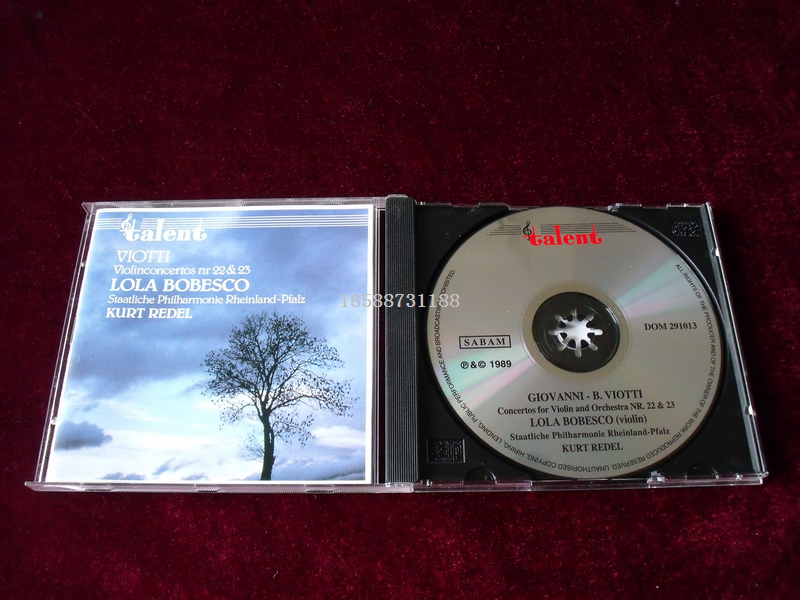 talent
VIOTTI
Violinconcertos nr 22 & 23
LOLA BOBESCO
Staatliche Philharmonie Rheinland-Pfalz
KURT REDEL
18588731188
talent
SABAM
DOM 291013
℗ & © 1989
GIOVANNI - B. VIOTTI
Concertos for Violin and Orchestra NR. 22 & 23
LOLA BOBESCO (violin)
Staatliche Philharmonie Rheinland-Pfalz
KURT REDEL
ALL RIGHTS OF THE PRODUCER AND OF THE OWNER OF THE WORK REPRODUCED RESERVED. UNAUTHORISED COPYING, HIRING, LENDING, PUBLIC PERFORMANCE AND BROADCASTING PROHIBITED.